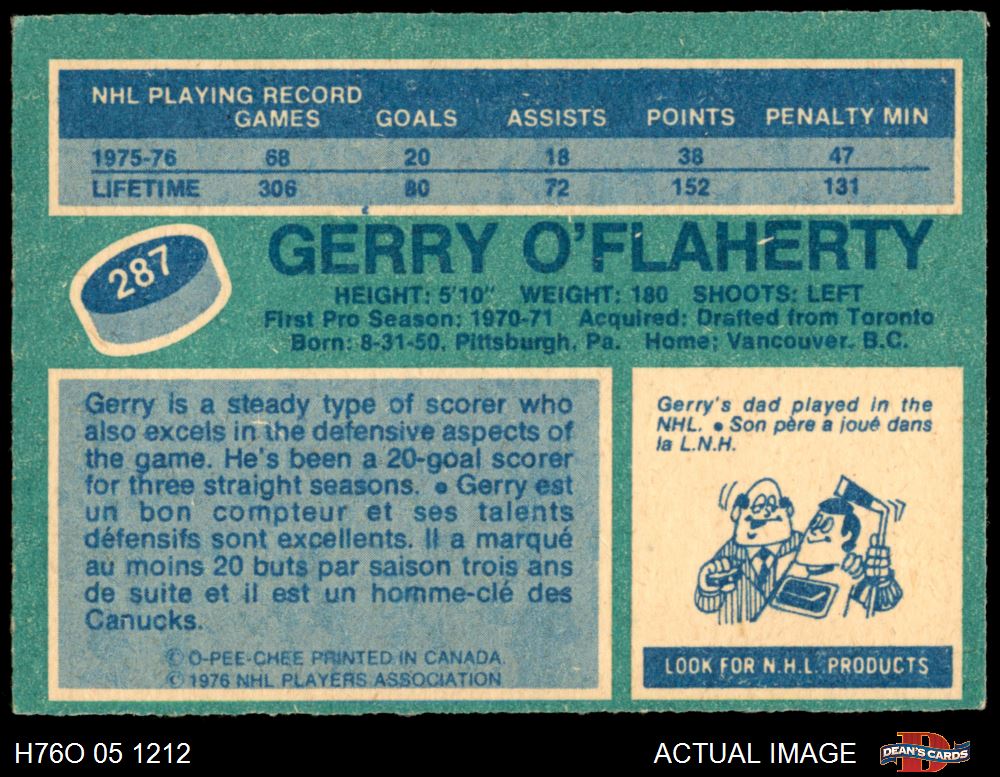 NHL PLAYING RECORD
GAMES GOALS ASSISTS POINTS PENALTY MIN
1975-76 68 20 18 38 47
LIFETIME 306 80 72 152 131
287
GERRY O'FLAHERTY
HEIGHT: 5'10" WEIGHT: 180 SHOOTS: LEFT
First Pro Season: 1970-71 Acquired: Drafted from Toronto
Born: 8-31-50, Pittsburgh, Pa. Home: Vancouver, B.C.
Gerry is a steady type of scorer who
also excels in the defensive aspects of
the game. He's been a 20-goal scorer
for three straight seasons. • Gerry est
un bon compteur et ses talents
défensifs sont excellents. Il a marqué
au moins 20 buts par saison trois ans
de suite et il est un homme-clé des
Canucks.
© O-PEE-CHEE PRINTED IN CANADA.
© 1976 NHL PLAYERS ASSOCIATION
Gerry's dad played in the
NHL. • Son père a joué dans
la L.N.H.
LOOK FOR N.H.L. PRODUCTS
H76O 05 1212
ACTUAL IMAGE
D
DEAN'S CARDS